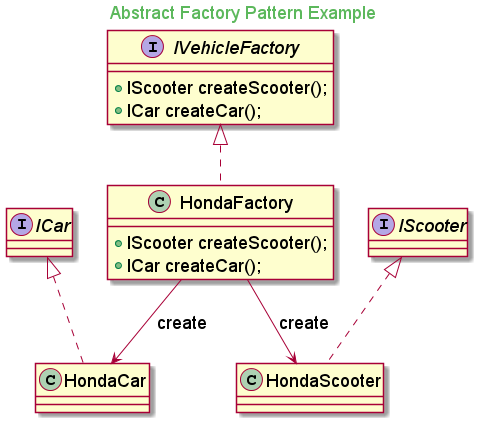 Abstract Factory Pattern Example
I IVehicleFactory
IScooter createScooter();
ICar createCar();
C HondaFactory
IScooter createScooter();
ICar createCar();
I ICar
I IScooter
create
create
C HondaCar
C HondaScooter